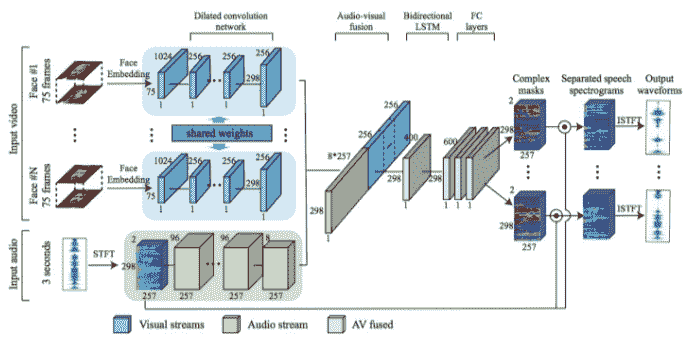 Dilated convolution
network
Audio-visual
fusion
Bidirectional
LSTM
FC
layers
Input video
Face #1
75 frames
Face
Embedding
1024
256
256
256
75
298
1
1
1
1
shared weights
Face #N
75 frames
Face
Embedding
1024
256
256
256
75
298
1
1
1
1
Input audio
3 seconds
STFT
2
96
96
8
298
257
257
257
257
8*257
256
256
298
1
400
298
1
600
298
1
1
1
Complex
masks
Separated speech
spectrograms
Output
waveforms
2
298
257
ISTFT
2
298
257
ISTFT
Visual streams
Audio stream
AV fused